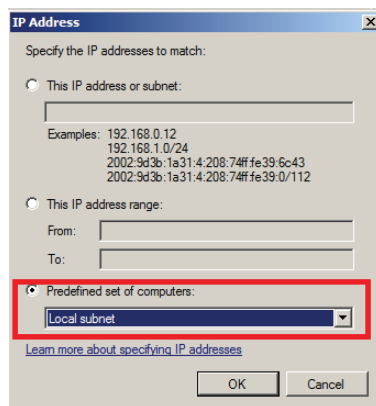 IP Address
Specify the IP addresses to match:
This IP address or subnet:
Examples: 192.168.0.12
192.168.1.0/24
2002:9d3b:1a31:4:208:74ff:fe39:6c43
2002:9d3b:1a31:4:208:74ff:fe39:0/112
This IP address range:
From:
To:
Predefined set of computers:
Local subnet
Learn more about specifying IP addresses
OK Cancel